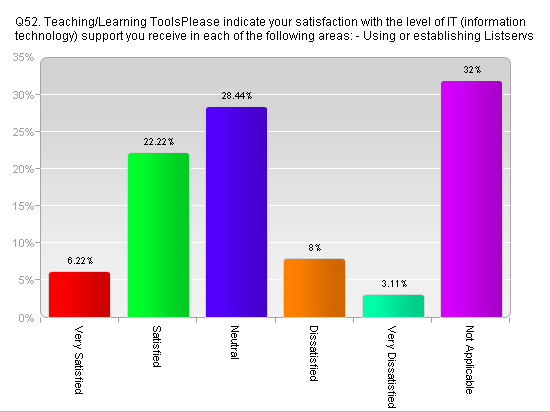 Q52. Teaching/Learning ToolsPlease indicate your satisfaction with the level of IT (information
technology) support you receive in each of the following areas: - Using or establishing Listservs
35%
30%
25%
20%
15%
10%
5%
0%
6.22%
22.22%
28.44%
8%
3.11%
32%
Very Satisfied
Satisfied
Neutral
Dissatisfied
Very Dissatisfied
Not Applicable